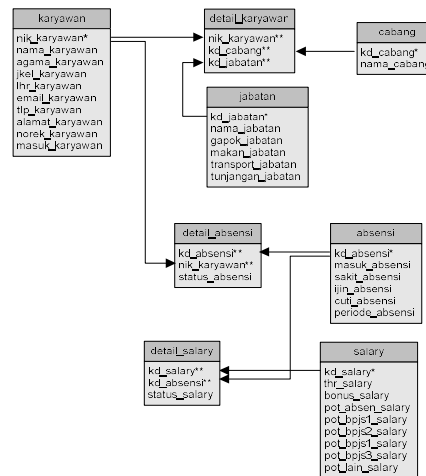 karyawan
nik_karyawan*
nama_karyawan
agama_karyawan
jkel_karyawan
lhr_karyawan
email_karyawan
tlp_karyawan
alamat_karyawan
norek_karyawan
masuk_karyawan
detail_karyawan
nik_karyawan**
kd_cabang**
kd_jabatan**
cabang
kd_cabang*
nama_cabang
jabatan
kd_jabatan*
nama_jabatan
gapok_jabatan
makan_jabatan
transport_jabatan
tunjangan_jabatan
detail_absensi
kd_absensi**
nik_karyawan**
status_absensi
absensi
kd_absensi*
masuk_absensi
sakit_absensi
ijin_absensi
cuti_absensi
periode_absensi
detail_salary
kd_salary**
kd_absensi**
status_salary
salary
kd_salary*
thr_salary
bonus_salary
pot_absen_salary
pot_bpjs1_salary
pot_bpjs2_salary
pot_bpjs1_salary
pot_bpjs3_salary
pot_lain_salary